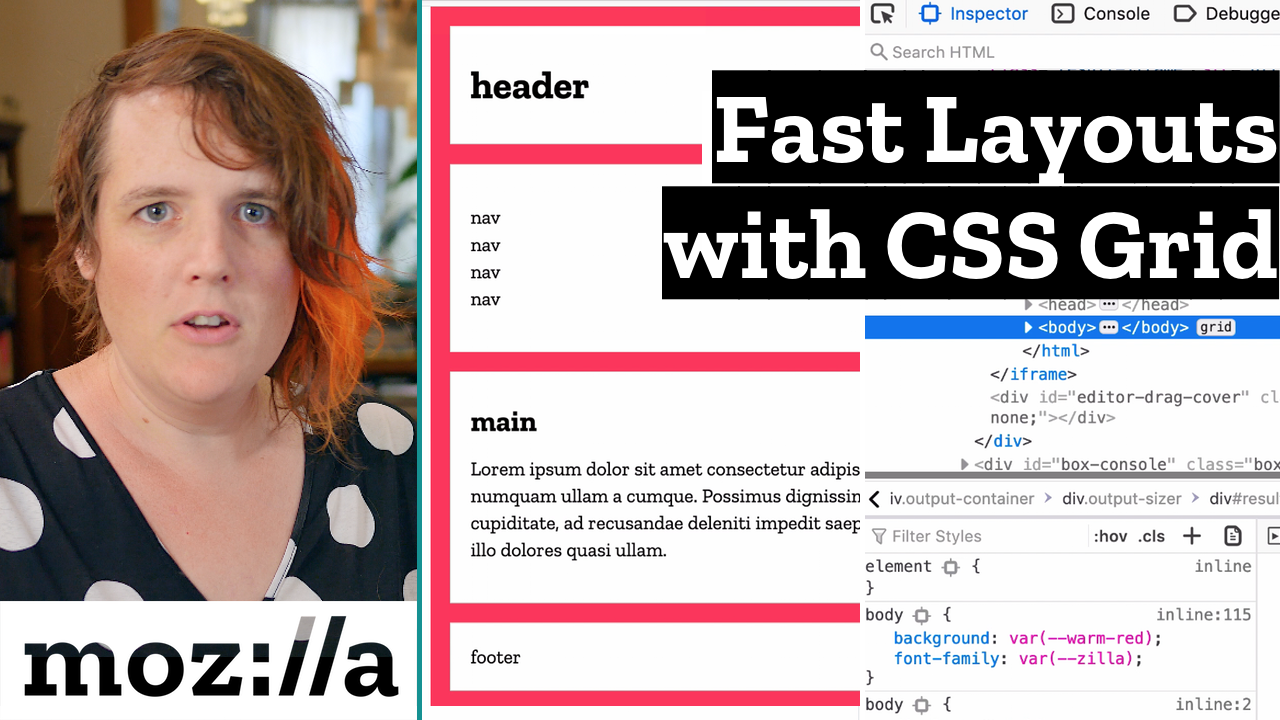 header
nav
nav
nav
nav
main
Lorem ipsum dolor sit amet consectetur adipis
numquam ullam a cumque. Possimus dignissin
cupiditate, ad recusandae deleniti impedit saep
illo dolores quasi ullam.
footer
moz://a
Fast Layouts
with CSS Grid
Inspector Console Debugge
Search HTML
<head> ••• </head>
<body> ••• </body> grid
</html>
</iframe>
<div id="editor-drag-cover" cl
none;"></div>
</div>
<div id="box-console" class="box
iv.output-container > div.output-sizer > div#resul
Filter Styles :hov .cls +
element { inline
}
body { inline:115
background: var(--warm-red);
font-family: var(--zilla);
}
body { inline:2